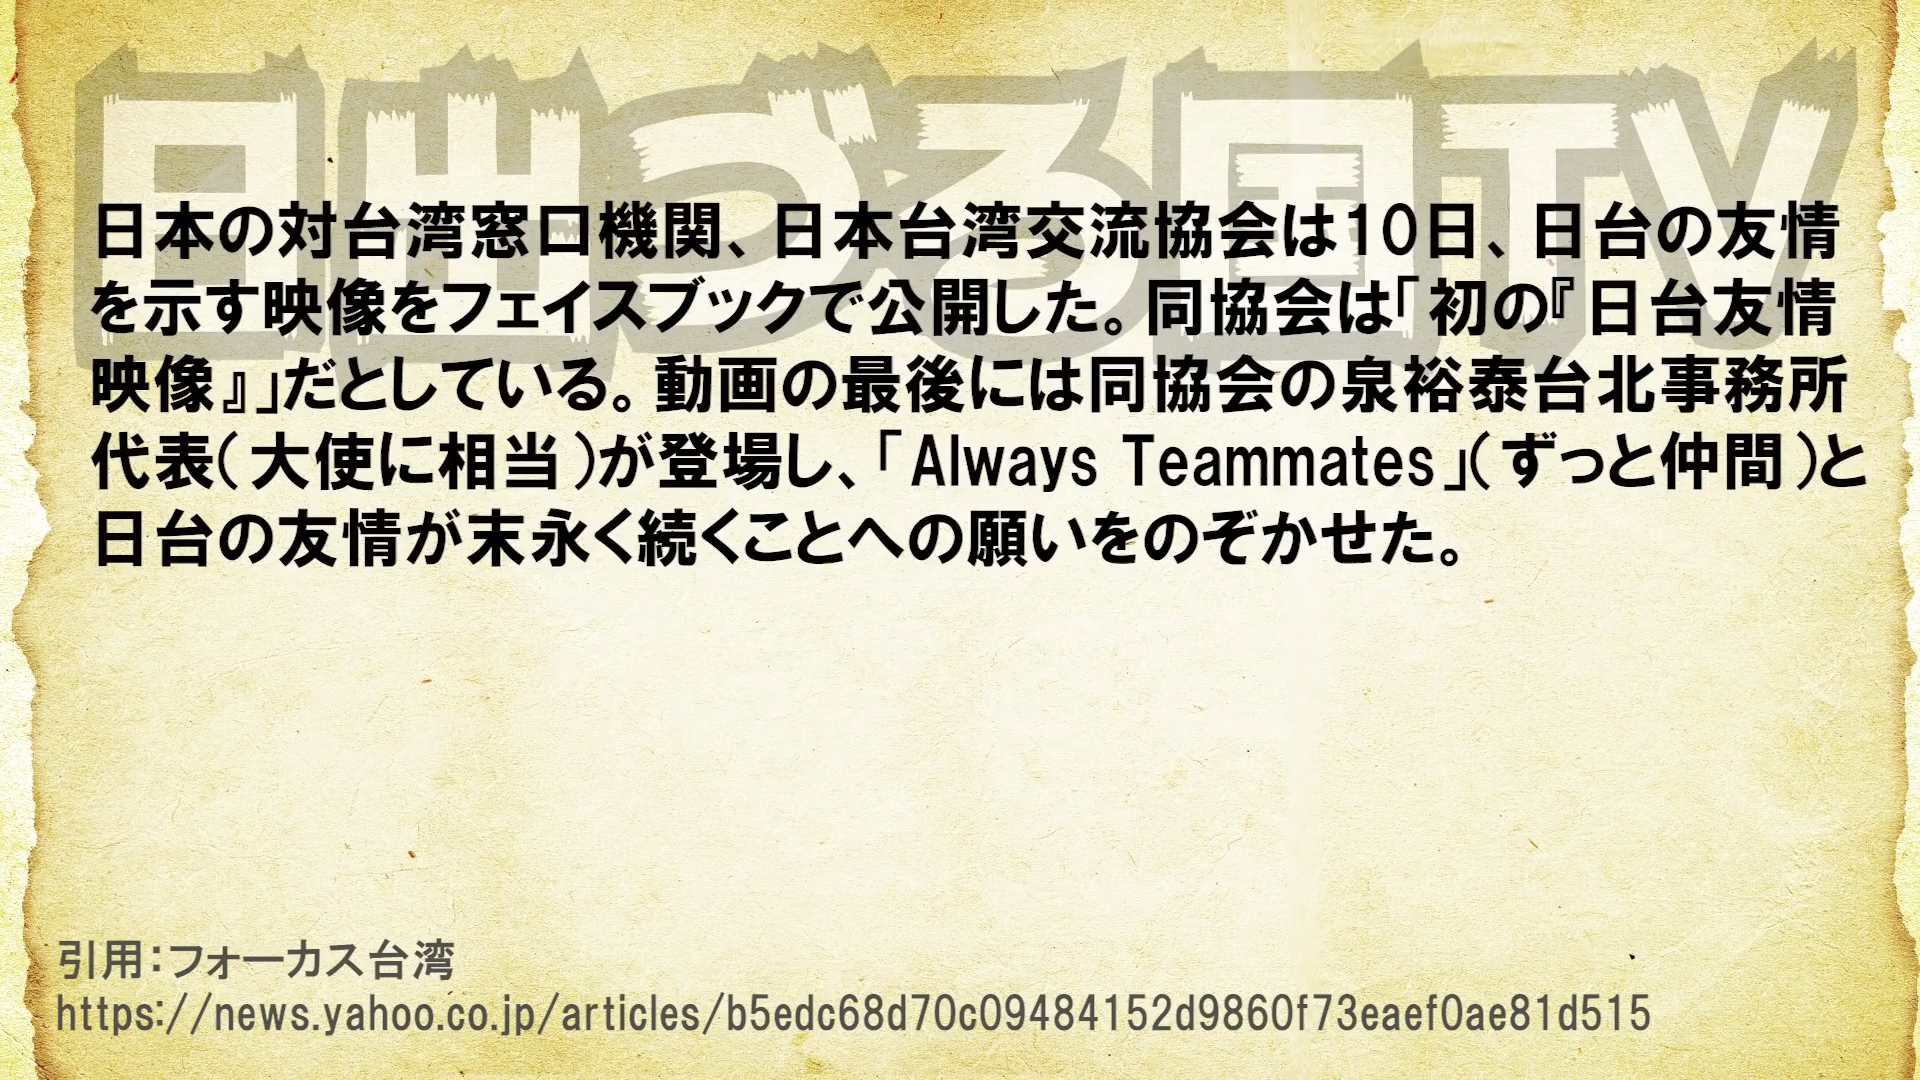 日出づる国TV
日本の対台湾窓口機関、日本台湾交流協会は10日、日台の友情
を示す映像をフェイスブックで公開した。同協会は「初の『日台友情
映像』」だとしている。動画の最後には同協会の泉裕泰台北事務所
代表(大使に相当)が登場し、「Always Teammates」(ずっと仲間)と
日台の友情が末永く続くことへの願いをのぞかせた。
引用：フォーカス台湾
https://news.yahoo.co.jp/articles/b5edc68d70c09484152d9860f73eaef0ae81d515